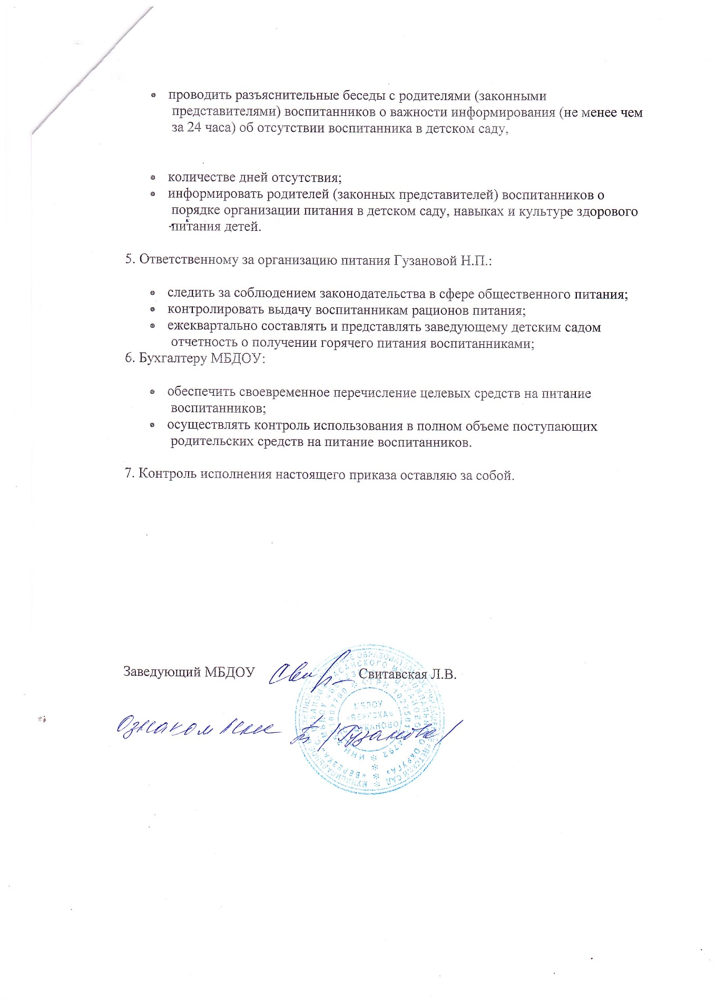 • проводить разъяснительные беседы с родителями (законными
представителями) воспитанников о важности информирования (не менее чем
за 24 часа) об отсутствии воспитанника в детском саду,
• количестве дней отсутствия;
• информировать родителей (законных представителей) воспитанников о
порядке организации питания в детском саду, навыках и культуре здорового
питания детей.
5. Ответственному за организацию питания Гузановой Н.П.:
• следить за соблюдением законодательства в сфере общественного питания;
• контролировать выдачу воспитанникам рационов питания;
• ежеквартально составлять и представлять заведующему детским садом
отчетность о получении горячего питания воспитанниками;
6. Бухгалтеру МБДОУ:
• обеспечить своевременное перечисление целевых средств на питание
воспитанников;
• осуществлять контроль использования в полном объеме поступающих
родительских средств на питание воспитанников.
7. Контроль исполнения настоящего приказа оставляю за собой.
Заведующий МБДОУ Свитавская Л.В.
МБДОУ
«БЕРЕЗКА»
ЦУКАНОВО
/Гузанова/